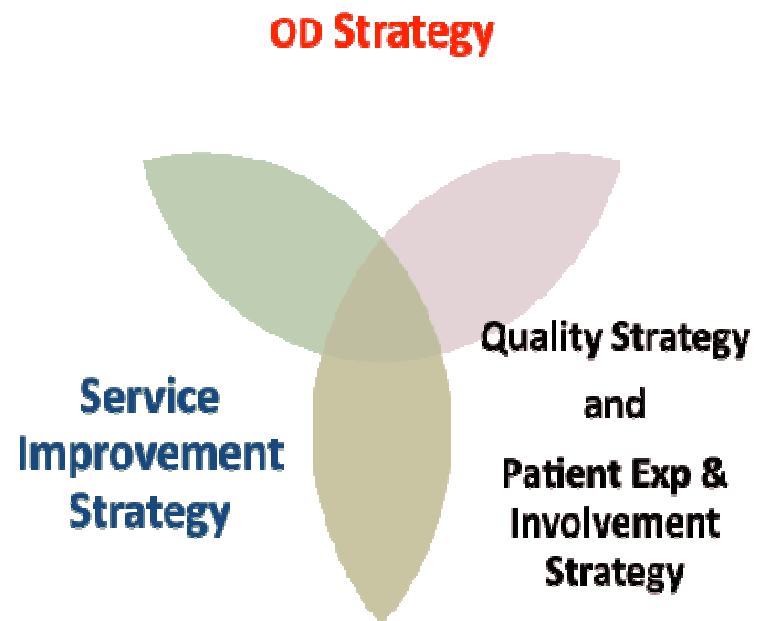 OD Strategy
Service
Improvement
Strategy
Quality Strategy
and
Patient Exp &
Involvement
Strategy